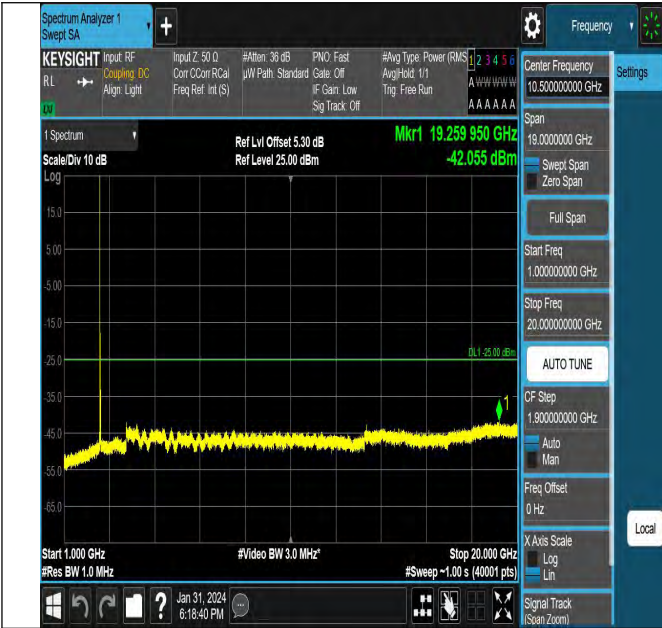 Spectrum Analyzer 1
Swept SA
Frequency
KEYSIGHT
RL
Input: RF
Coupling: DC
Align: Light
Input Z: 50 Ω
Corr CCorr RCal
Freq Ref: Int (S)
#Atten: 36 dB
µW Path: Standard
PNO: Fast
Gate: Off
IF Gain: Low
Sig Track: Off
#Avg Type: Power (RMS
Avg|Hold: 1/1
Trig: Free Run
1 2 3 4 5 6
A W W W W W
A A A A A A
1 Spectrum
Scale/Div 10 dB
Log
Ref Lvl Offset 5.30 dB
Ref Level 25.00 dBm
Mkr1 19.259 950 GHz
-42.055 dBm
15.0
5.00
-5.00
-15.0
-25.0
-35.0
-45.0
-55.0
-65.0
DL1 -25.00 dBm
1
Start 1.000 GHz
#Res BW 1.0 MHz
#Video BW 3.0 MHz*
Stop 20.000 GHz
#Sweep ~1.00 s (40001 pts)
Jan 31, 2024
6:18:40 PM
Center Frequency
10.500000000 GHz
Settings
Span
19.0000000 GHz
Swept Span
Zero Span
Full Span
Start Freq
1.000000000 GHz
Stop Freq
20.000000000 GHz
AUTO TUNE
CF Step
1.900000000 GHz
Auto
Man
Freq Offset
0 Hz
X Axis Scale
Log
Lin
Local
Signal Track
(Span Zoom)